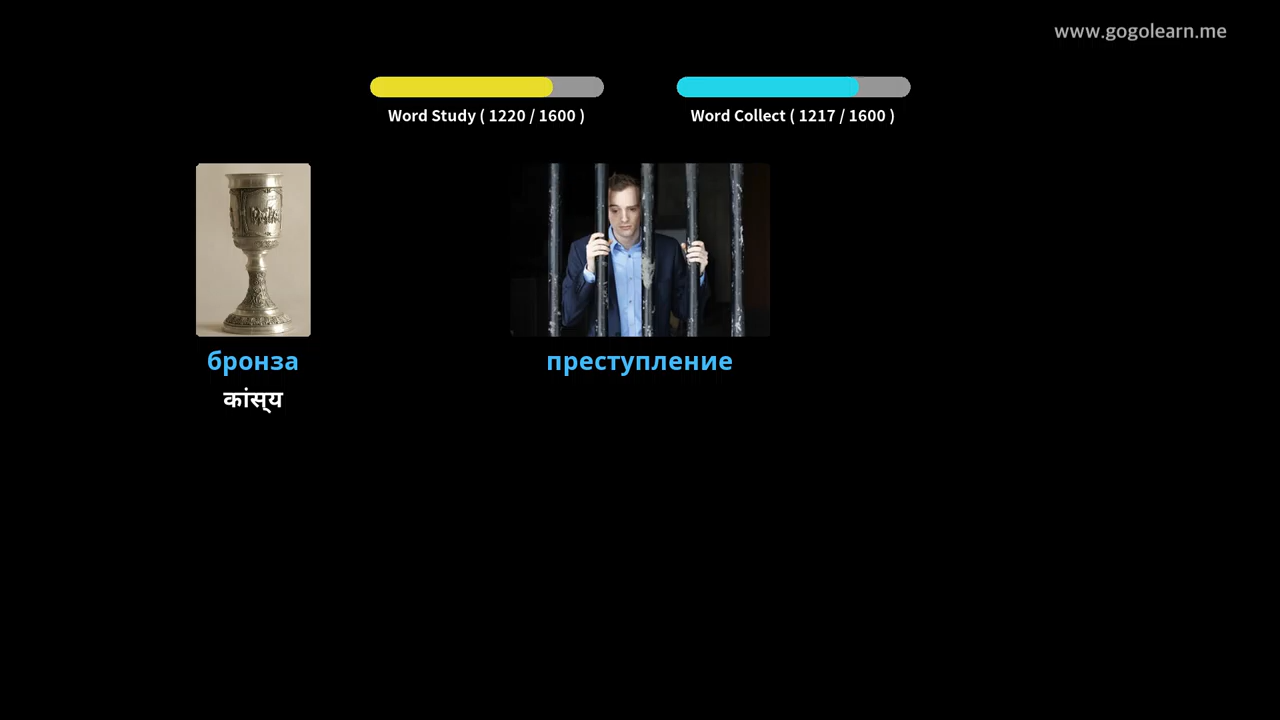 www.gogolearn.me
Word Study ( 1220 / 1600 )
Word Collect ( 1217 / 1600 )
бронза
преступление
कांस्य